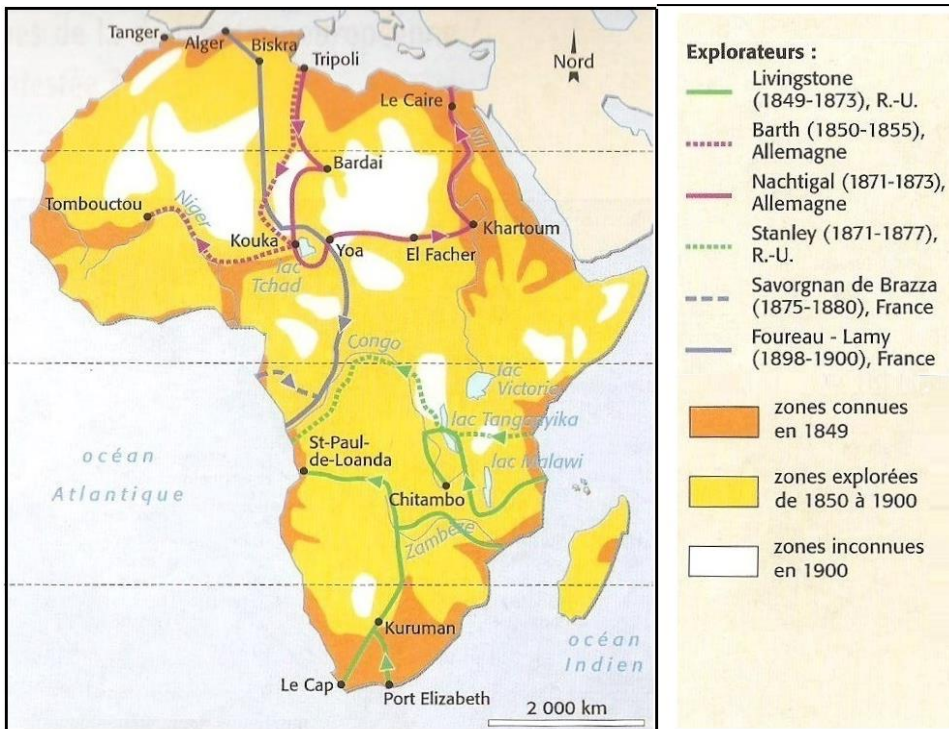 Tanger
Alger
Biskra
Tripoli
Nord
Le Caire
Nil
Bardai
Tombouctou
Niger
Khartoum
Kouka
Yoa
El Facher
lac
Tchad
Congo
lac
Victoria
lac Tanganyika
St-Paul-
de-Loanda
lac Malawi
océan
Atlantique
Chitambo
Zambèze
Kuruman
océan
Indien
Le Cap
Port Elizabeth
2 000 km
Explorateurs :
Livingstone
(1849-1873), R.-U.
Barth (1850-1855),
Allemagne
Nachtigal (1871-1873),
Allemagne
Stanley (1871-1877),
R.-U.
Savorgnan de Brazza
(1875-1880), France
Foureau - Lamy
(1898-1900), France
zones connues
en 1849
zones explorées
de 1850 à 1900
zones inconnues
en 1900